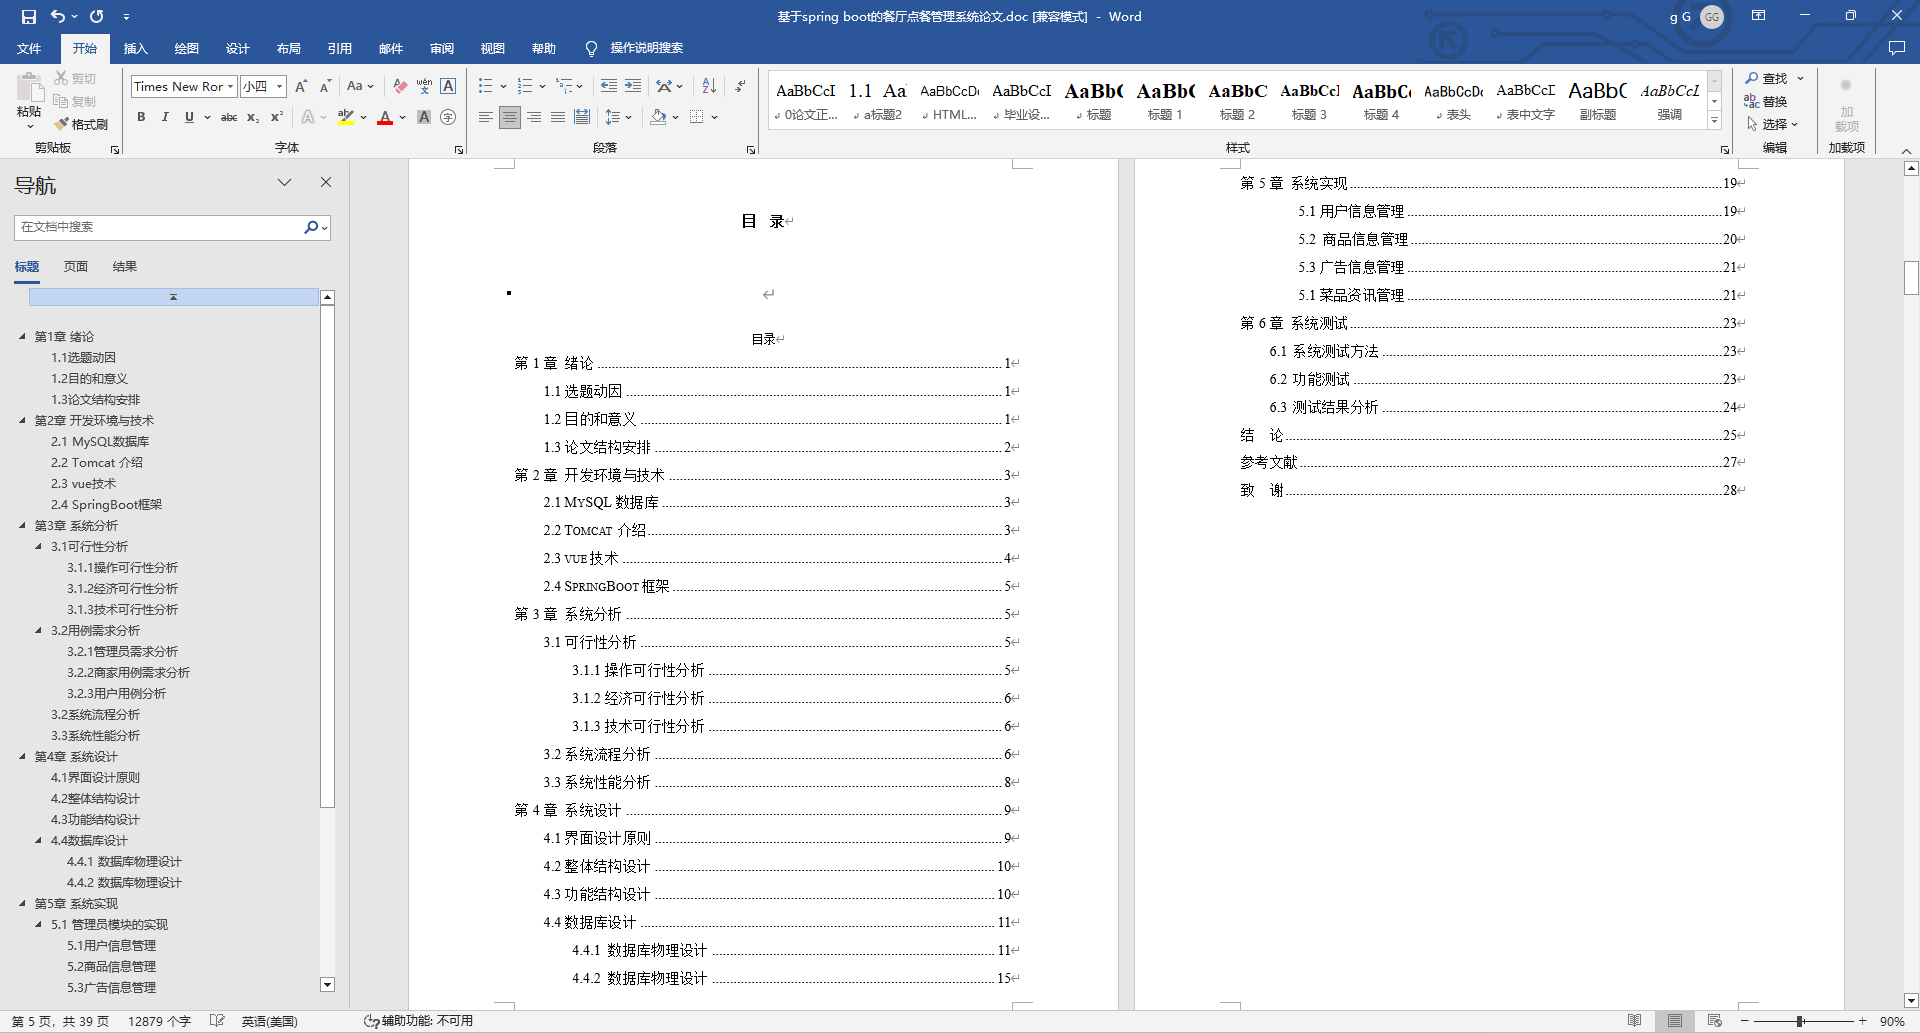 基于spring boot的餐厅点餐管理系统论文.doc [兼容模式] - Word
g G
GG
文件
开始
插入
绘图
设计
布局
引用
邮件
审阅
视图
帮助
操作说明搜索
粘贴
剪切
复制
格式刷
剪贴板
Times New Ror
小四
字体
段落
AaBbCcI
0论文正...
1.1 Aa
a标题2
AaBbCcDc
HTML...
AaBbCcI
毕业设...
AaBbC
标题
AaBbC
标题 1
AaBbC
标题 2
AaBbCcI
标题 3
AaBbCc
标题 4
AaBbCcDc
表头
AaBbCcD
表中文字
AaBbC
副标题
AaBbCcL
强调
样式
查找
替换
选择
编辑
加
载项
加载项
导航
在文档中搜索
标题
页面
结果
第1章 绪论
1.1选题动因
1.2目的和意义
1.3论文结构安排
第2章 开发环境与技术
2.1 MySQL数据库
2.2 Tomcat 介绍
2.3 vue技术
2.4 SpringBoot框架
第3章 系统分析
3.1可行性分析
3.1.1操作可行性分析
3.1.2经济可行性分析
3.1.3技术可行性分析
3.2用例需求分析
3.2.1管理员需求分析
3.2.2商家用例需求分析
3.2.3用户用例分析
3.2系统流程分析
3.3系统性能分析
第4章 系统设计
4.1界面设计原则
4.2整体结构设计
4.3功能结构设计
4.4数据库设计
4.4.1 数据库物理设计
4.4.2 数据库物理设计
第5章 系统实现
5.1 管理员模块的实现
5.1用户信息管理
5.2商品信息管理
5.3广告信息管理
目 录
目录
第 1 章 绪论 1
1.1 选题动因 1
1.2 目的和意义 1
1.3 论文结构安排 2
第 2 章 开发环境与技术 3
2.1 MYSQL 数据库 3
2.2 TOMCAT 介绍 3
2.3 VUE 技术 4
2.4 SPRINGBOOT 框架 5
第 3 章 系统分析 5
3.1 可行性分析 5
3.1.1 操作可行性分析 5
3.1.2 经济可行性分析 6
3.1.3 技术可行性分析 6
3.2 系统流程分析 6
3.3 系统性能分析 8
第 4 章 系统设计 9
4.1 界面设计原则 9
4.2 整体结构设计 10
4.3 功能结构设计 10
4.4 数据库设计 11
4.4.1 数据库物理设计 11
4.4.2 数据库物理设计 15
第 5 章 系统实现 19
5.1 用户信息管理 19
5.2 商品信息管理 20
5.3 广告信息管理 21
5.1 菜品资讯管理 21
第 6 章 系统测试 23
6.1 系统测试方法 23
6.2 功能测试 23
6.3 测试结果分析 24
结 论 25
参考文献 27
致 谢 28
第 5 页，共 39 页
12879 个字
英语(美国)
辅助功能: 不可用
90%